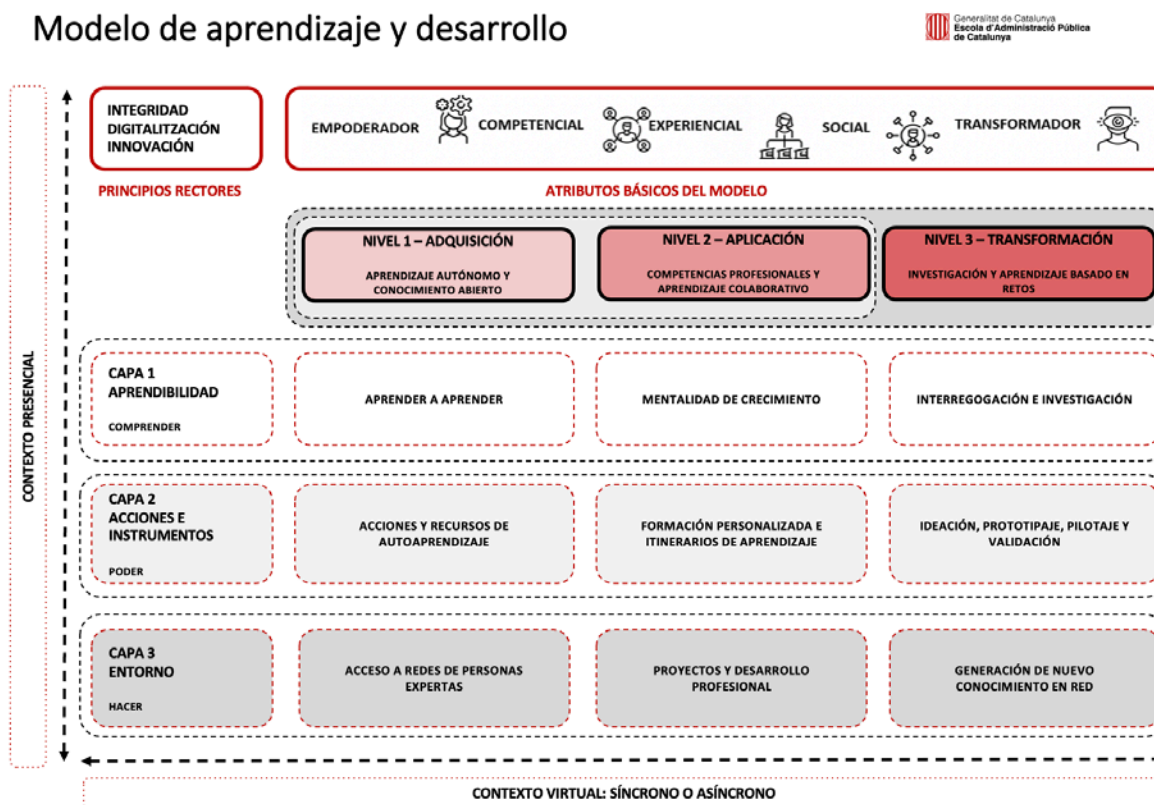 Modelo de aprendizaje y desarrollo
Generalitat de Catalunya
Escola d'Administració Pública
de Catalunya
INTEGRIDAD
DIGITALITZACIÓN
INNOVACIÓN
EMPODERADOR
COMPETENCIAL
EXPERIENCIAL
SOCIAL
TRANSFORMADOR
PRINCIPIOS RECTORES
ATRIBUTOS BÁSICOS DEL MODELO
NIVEL 1 – ADQUISICIÓN
APRENDIZAJE AUTÓNOMO Y
CONOCIMIENTO ABIERTO
NIVEL 2 – APLICACIÓN
COMPETENCIAS PROFESIONALES Y
APRENDIZAJE COLABORATIVO
NIVEL 3 – TRANSFORMACIÓN
INVESTIGACIÓN Y APRENDIZAJE BASADO EN
RETOS
CONTEXTO PRESENCIAL
CAPA 1
APRENDIBILIDAD
COMPRENDER
APRENDER A APRENDER
MENTALIDAD DE CRECIMIENTO
INTERREGOGACIÓN E INVESTIGACIÓN
CAPA 2
ACCIONES E
INSTRUMENTOS
PODER
ACCIONES Y RECURSOS DE
AUTOAPRENDIZAJE
FORMACIÓN PERSONALIZADA E
ITINERARIOS DE APRENDIZAJE
IDEACIÓN, PROTOTIPAJE, PILOTAJE Y
VALIDACIÓN
CAPA 3
ENTORNO
HACER
ACCESO A REDES DE PERSONAS
EXPERTAS
PROYECTOS Y DESARROLLO
PROFESIONAL
GENERACIÓN DE NUEVO
CONOCIMIENTO EN RED
CONTEXTO VIRTUAL: SÍNCRONO O ASÍNCRONO